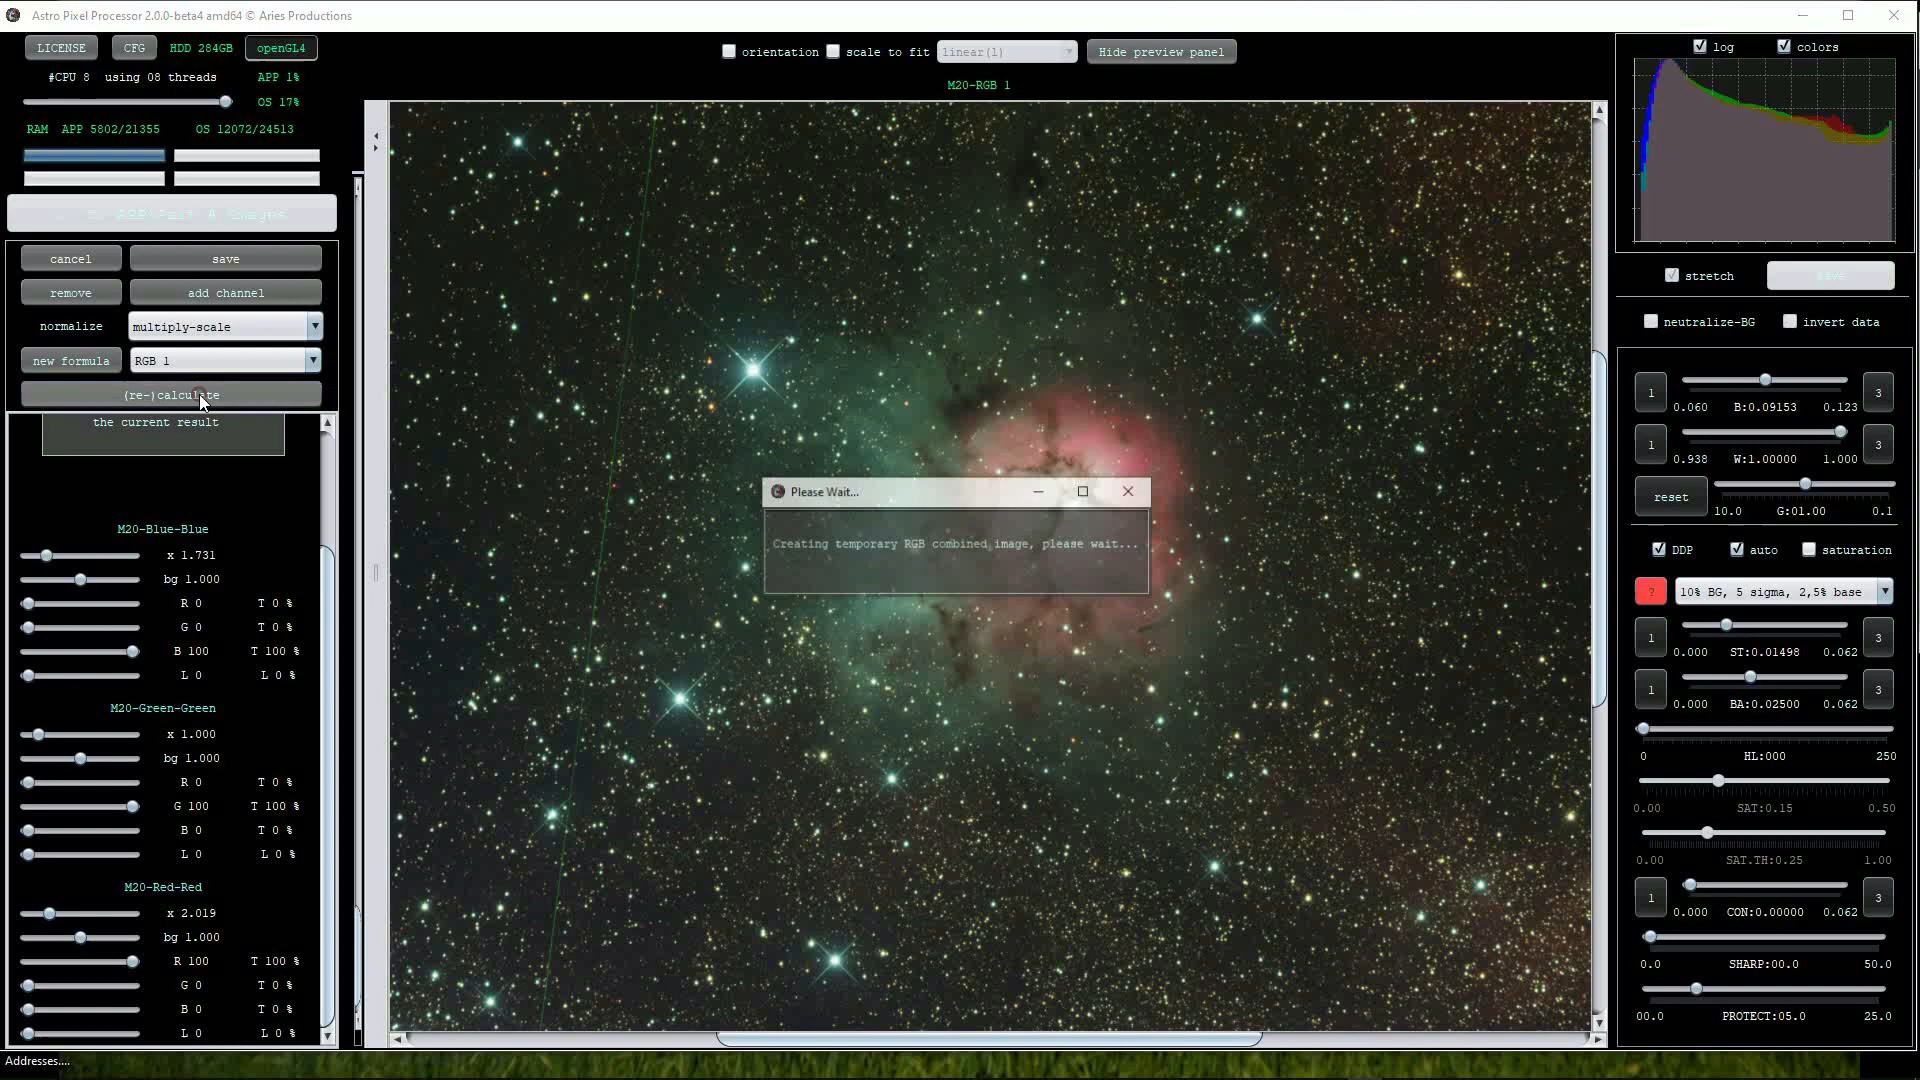 Astro Pixel Processor 2.0.0-beta4 amd64 © Aries Productions
LICENSE CFG HDD 284GB openGL4
#CPU 8 using 08 threads APP 1%
OS 17%
RAM APP 5802/21355 OS 12072/24513
cancel save
remove add channel
normalize multiply-scale
new formula RGB 1
(re-)calculate
the current result
M20-Blue-Blue
x 1.731
bg 1.000
R 0 T 0 %
G 0 T 0 %
B 100 T 100 %
L 0 L 0 %
M20-Green-Green
x 1.000
bg 1.000
R 0 T 0 %
G 100 T 100 %
B 0 T 0 %
L 0 L 0 %
M20-Red-Red
x 2.019
bg 1.000
R 100 T 100 %
G 0 T 0 %
B 0 T 0 %
L 0 L 0 %
Addresses....
orientation scale to fit linear(1) Hide preview panel
M20-RGB 1
Please Wait...
Creating temporary RGB combined image, please wait...
log colors
stretch save
neutralize-BG invert data
1 3
0.060 B:0.09153 0.123
1 3
0.938 W:1.00000 1.000
reset
10.0 G:01.00 0.1
DDP auto saturation
? 10% BG, 5 sigma, 2,5% base
1 3
0.000 ST:0.01498 0.062
1 3
0.000 BA:0.02500 0.062
0 HL:000 250
0.00 SAT:0.15 0.50
0.00 SAT.TH:0.25 1.00
1 3
0.000 CON:0.00000 0.062
0.0 SHARP:00.0 50.0
00.0 PROTECT:05.0 25.0